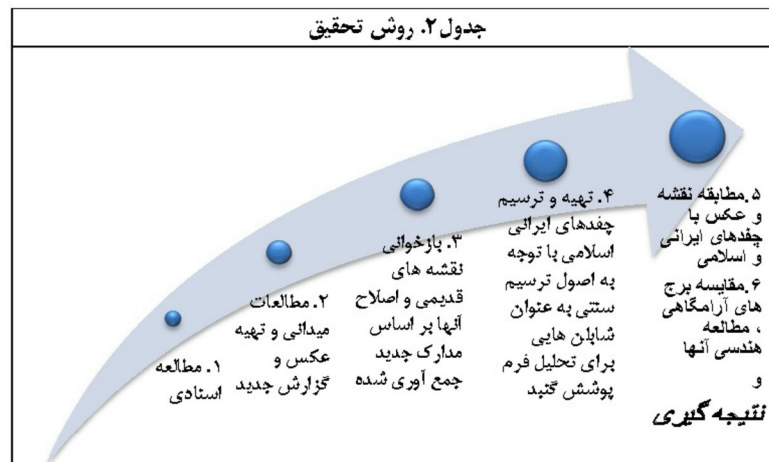 جدول۲. روش تحقیق
۱. مطالعه
اسنادی
۲. مطالعات
میدانی و تهیه
عکس و
گزارش جدید
۳. بازخوانی
نقشه های
قدیمی و اصلاح
آنها بر اساس
مدارک جدید
جمع آوری شده
۴. تهیه و ترسیم
چفدهای ایرانی
اسلامی با توجه
به اصول ترسیم
سنتی به عنوان
شابلن هایی
برای تحلیل فرم
پوشش گنبد
۵.مطابقه نقشه
و عکس با
چفدهای ایرانی
و اسلامی
۶.مقایسه برج
های آرامگاهی
، مطالعه
هندسی آنها
و
نتیجه گیری